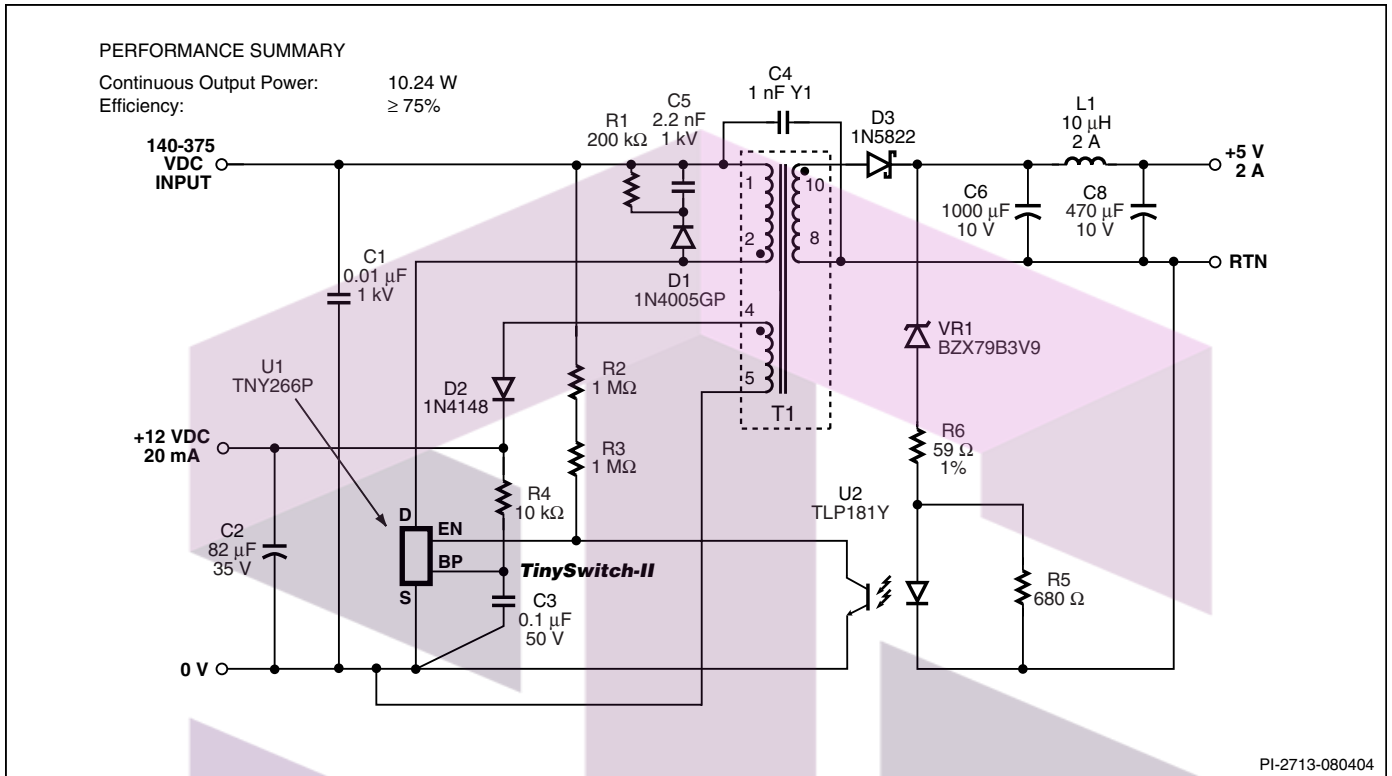 PERFORMANCE SUMMARY
Continuous Output Power: 10.24 W
Efficiency: ≥ 75%
C4
1 nF Y1
C5
2.2 nF
1 kV
R1
200 kΩ
D3
1N5822
L1
10 µH
2 A
140-375
VDC
INPUT
+5 V
2 A
1
10
2
8
C6
1000 µF
10 V
C8
470 µF
10 V
RTN
C1
0.01 µF
1 kV
D1
1N4005GP
4
5
T1
VR1
BZX79B3V9
U1
TNY266P
D2
1N4148
R2
1 MΩ
+12 VDC
20 mA
R3
1 MΩ
R6
59 Ω
1%
R4
10 kΩ
U2
TLP181Y
D
EN
BP
S
TinySwitch-II
C2
82 µF
35 V
C3
0.1 µF
50 V
R5
680 Ω
0 V
PI-2713-080404